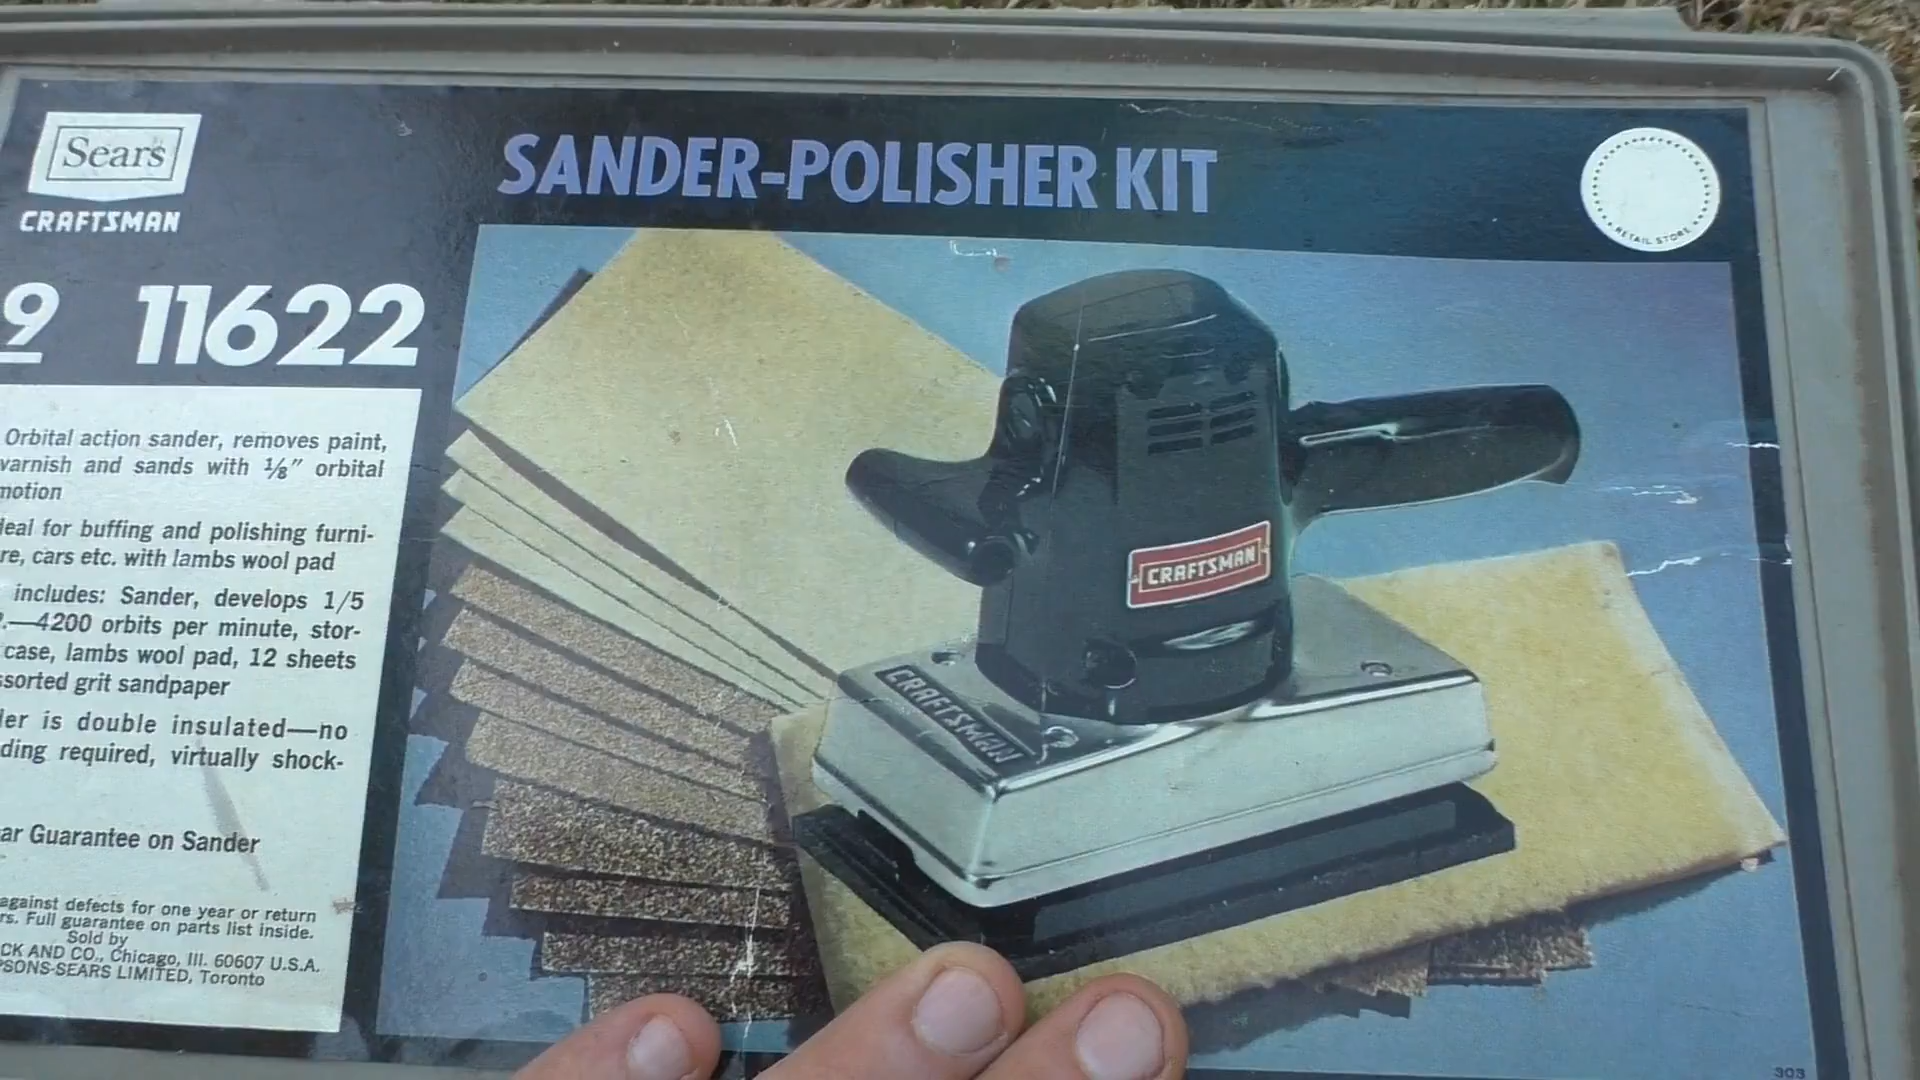 Sears
CRAFTSMAN
SANDER-POLISHER KIT
RETAIL STORE
9 11622
Orbital action sander, removes paint,
varnish and sands with 1/8" orbital
motion
deal for buffing and polishing furni-
re, cars etc. with lambs wool pad
includes: Sander, develops 1/5
.—4200 orbits per minute, stor-
case, lambs wool pad, 12 sheets
ssorted grit sandpaper
der is double insulated—no
ding required, virtually shock-
ar Guarantee on Sander
against defects for one year or return
rs. Full guarantee on parts list inside.
Sold by
CK AND CO., Chicago, Ill. 60607 U.S.A.
PSONS-SEARS LIMITED, Toronto
CRAFTSMAN
CRAFTSMAN
303